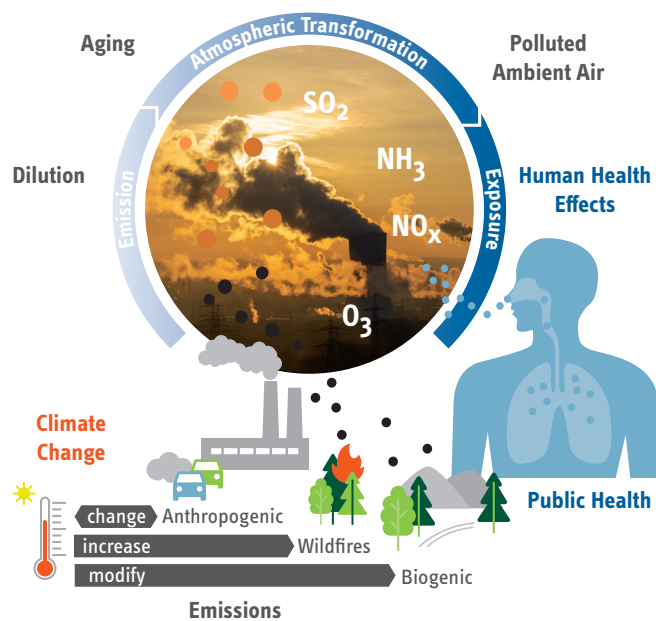 Aging
Atmospheric Transformation
Polluted
Ambient Air
SO2
NH3
Dilution
Emission
Exposure
Human Health
Effects
NOx
O3
Climate
Change
Public Health
change
Anthropogenic
increase
Wildfires
modify
Biogenic
Emissions